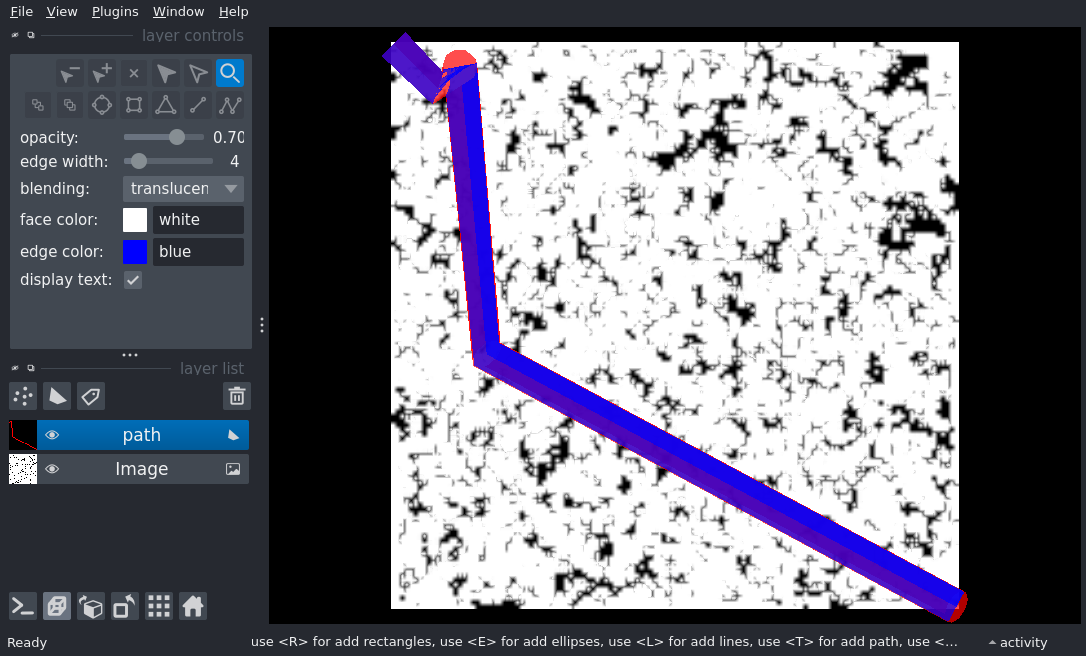 File View Plugins Window Help
layer controls
opacity: 0.70
edge width: 4
blending: translucen
face color: white
edge color: blue
display text:
layer list
path
Image
Ready use <R> for add rectangles, use <E> for add ellipses, use <L> for add lines, use <T> for add path, use <... activity